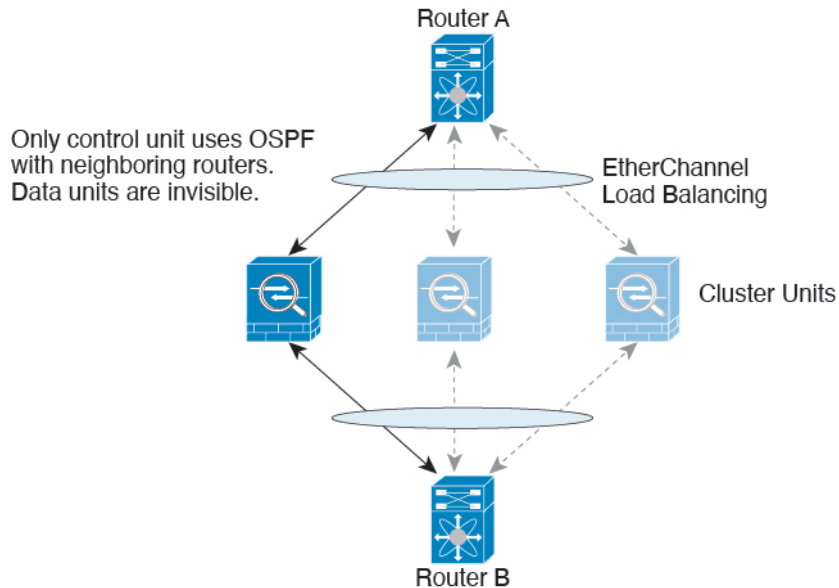 Router A
Only control unit uses OSPF
with neighboring routers.
Data units are invisible.
EtherChannel
Load Balancing
Cluster Units
Router B